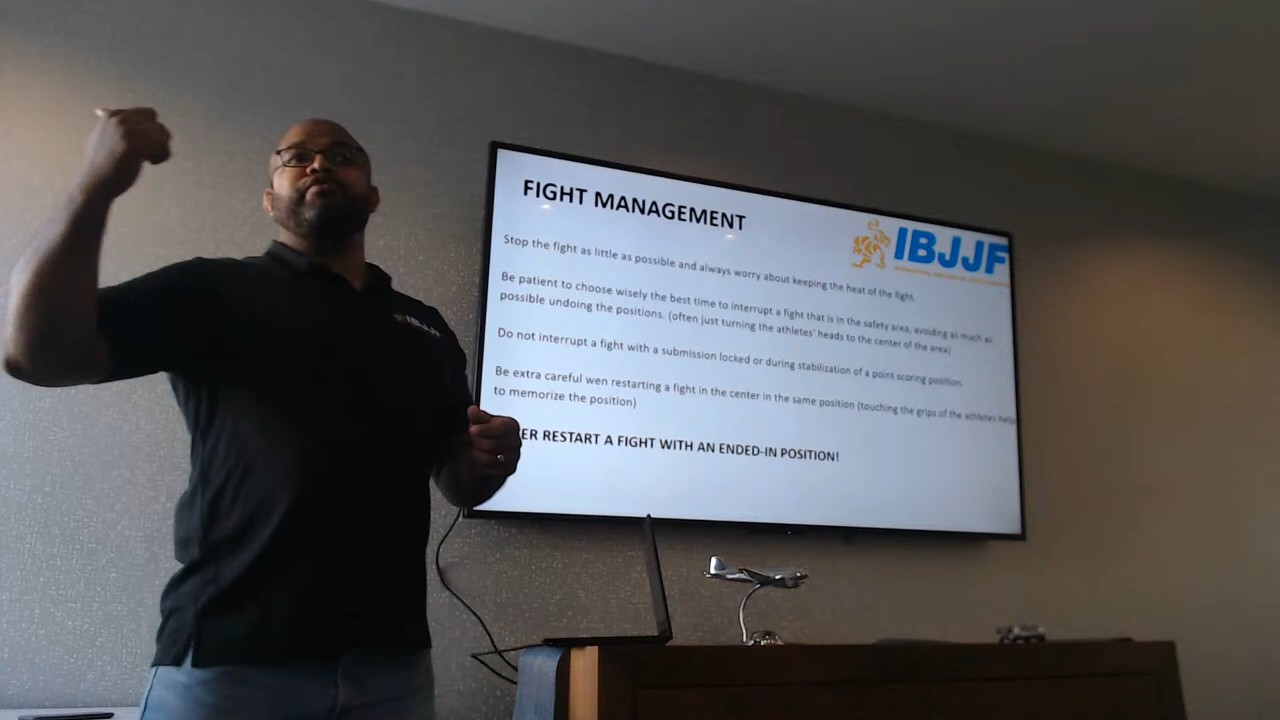 FIGHT MANAGEMENT
IBJJF
Stop the fight as little as possible and always worry about keeping the heat of the fight.
Be patient to choose wisely the best time to interrupt a fight that is in the safety area, avoiding as much as
possible undoing the positions. (often just turning the athletes' heads to the center of the area)
Do not interrupt a fight with a submission locked or during stabilization of a point scoring position.
Be extra careful wen restarting a fight in the center in the same position (touching the grips of the athletes help
to memorize the position)
ER RESTART A FIGHT WITH AN ENDED-IN POSITION!
IBJJF